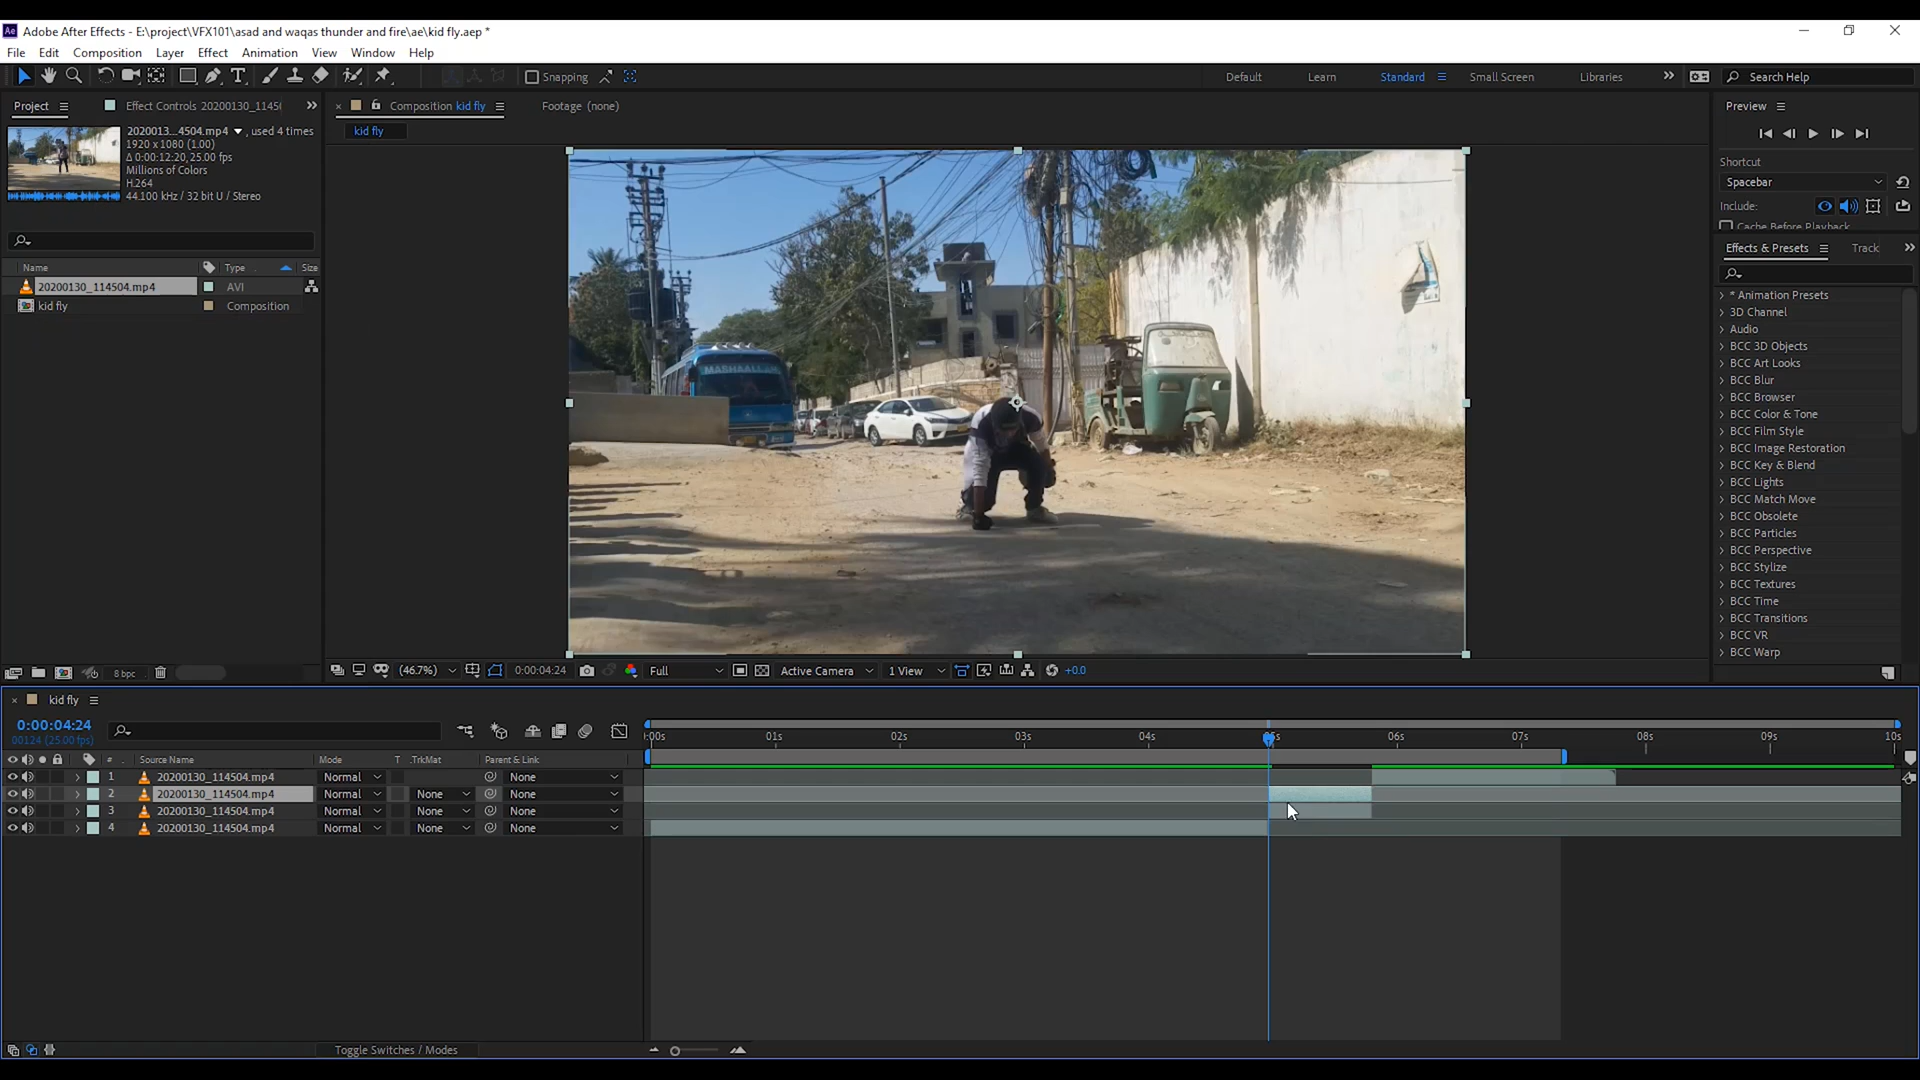 Adobe After Effects - E:\project\VFX101\asad and waqas thunder and fire\ae\kid fly.aep *
File Edit Composition Layer Effect Animation View Window Help
Snapping
Default Learn Standard Small Screen Libraries Search Help
Project Effect Controls 20200130_1145( Composition kid fly Footage (none) Preview
2020013...4504.mp4 , used 4 times
1920 x 1080 (1.00)
Δ 0:00:12:20, 25.00 fps
Millions of Colors
H.264
44.100 kHz / 32 bit U / Stereo
kid fly
Shortcut
Spacebar
Include:
Cache Before Playback
Effects & Presets Track
Name Type Size
20200130_114504.mp4 AVI
kid fly Composition
* Animation Presets
3D Channel
Audio
BCC 3D Objects
BCC Art Looks
BCC Blur
BCC Browser
BCC Color & Tone
BCC Film Style
BCC Image Restoration
BCC Key & Blend
BCC Lights
BCC Match Move
BCC Obsolete
BCC Particles
BCC Perspective
BCC Stylize
BCC Textures
BCC Time
BCC Transitions
BCC VR
BCC Warp
MASHAALLAH
8 bpc
(46.7%) 0:00:04:24 Full Active Camera 1 View +0.0
kid fly
0:00:04:24
00124 (25.00 fps)
:00s 01s 02s 03s 04s 05s 06s 07s 08s 09s 10s
# Source Name Mode T .TrkMat Parent & Link
1 20200130_114504.mp4 Normal None
2 20200130_114504.mp4 Normal None None
3 20200130_114504.mp4 Normal None None
4 20200130_114504.mp4 Normal None None
Toggle Switches / Modes